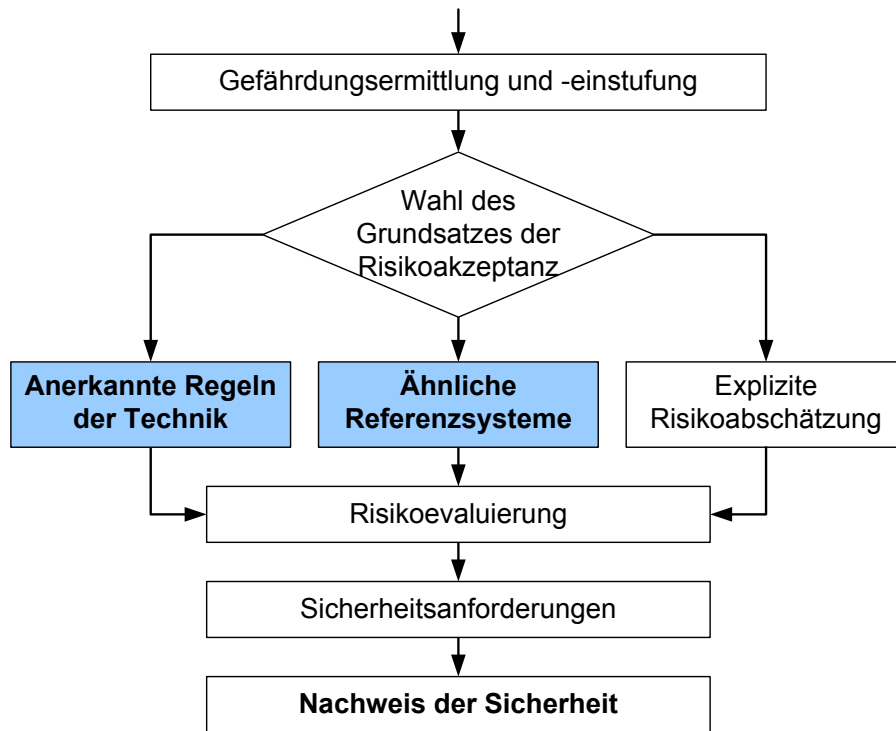 Gefährdungsermittlung und -einstufung
Wahl des
Grundsatzes der
Risikoakzeptanz
Anerkannte Regeln
der Technik
Ähnliche
Referenzsysteme
Explizite
Risikoabschätzung
Risikoevaluierung
Sicherheitsanforderungen
Nachweis der Sicherheit